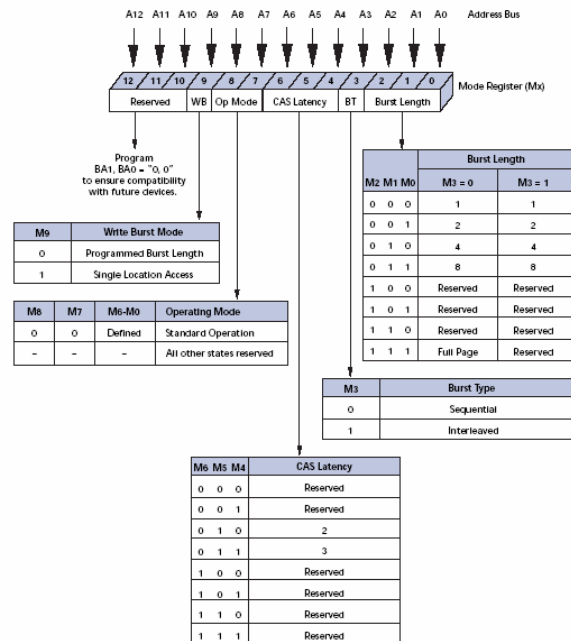 A12 A11 A10 A9 A8 A7 A6 A5 A4 A3 A2 A1 A0 Address Bus
12 11 10 9 8 7 6 5 4 3 2 1 0
Mode Register (Mx)
Reserved WB Op Mode CAS Latency BT Burst Length
Program
BA1, BA0 = "0, 0"
to ensure compatibility
with future devices.
Burst Length
M2 M1 M0 M3 = 0 M3 = 1
0 0 0 1 1
0 0 1 2 2
0 1 0 4 4
0 1 1 8 8
1 0 0 Reserved Reserved
1 0 1 Reserved Reserved
1 1 0 Reserved Reserved
1 1 1 Full Page Reserved
M9 Write Burst Mode
0 Programmed Burst Length
1 Single Location Access
M8 M7 M6-M0 Operating Mode
0 0 Defined Standard Operation
– – – All other states reserved
M3 Burst Type
0 Sequential
1 Interleaved
M6 M5 M4 CAS Latency
0 0 0 Reserved
0 0 1 Reserved
0 1 0 2
0 1 1 3
1 0 0 Reserved
1 0 1 Reserved
1 1 0 Reserved
1 1 1 Reserved